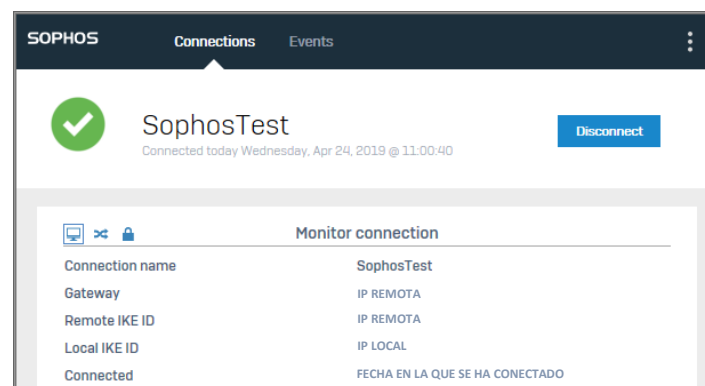 SOPHOS Connections Events
SophosTest
Disconnect
Connected today Wednesday, Apr 24, 2019 @ 11:00:40
Monitor connection
Connection name SophosTest
Gateway IP REMOTA
Remote IKE ID IP REMOTA
Local IKE ID IP LOCAL
Connected FECHA EN LA QUE SE HA CONECTADO